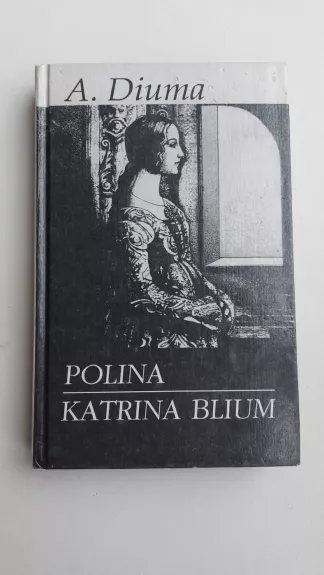 A. Diuma
POLINA
KATRINA BLIUM